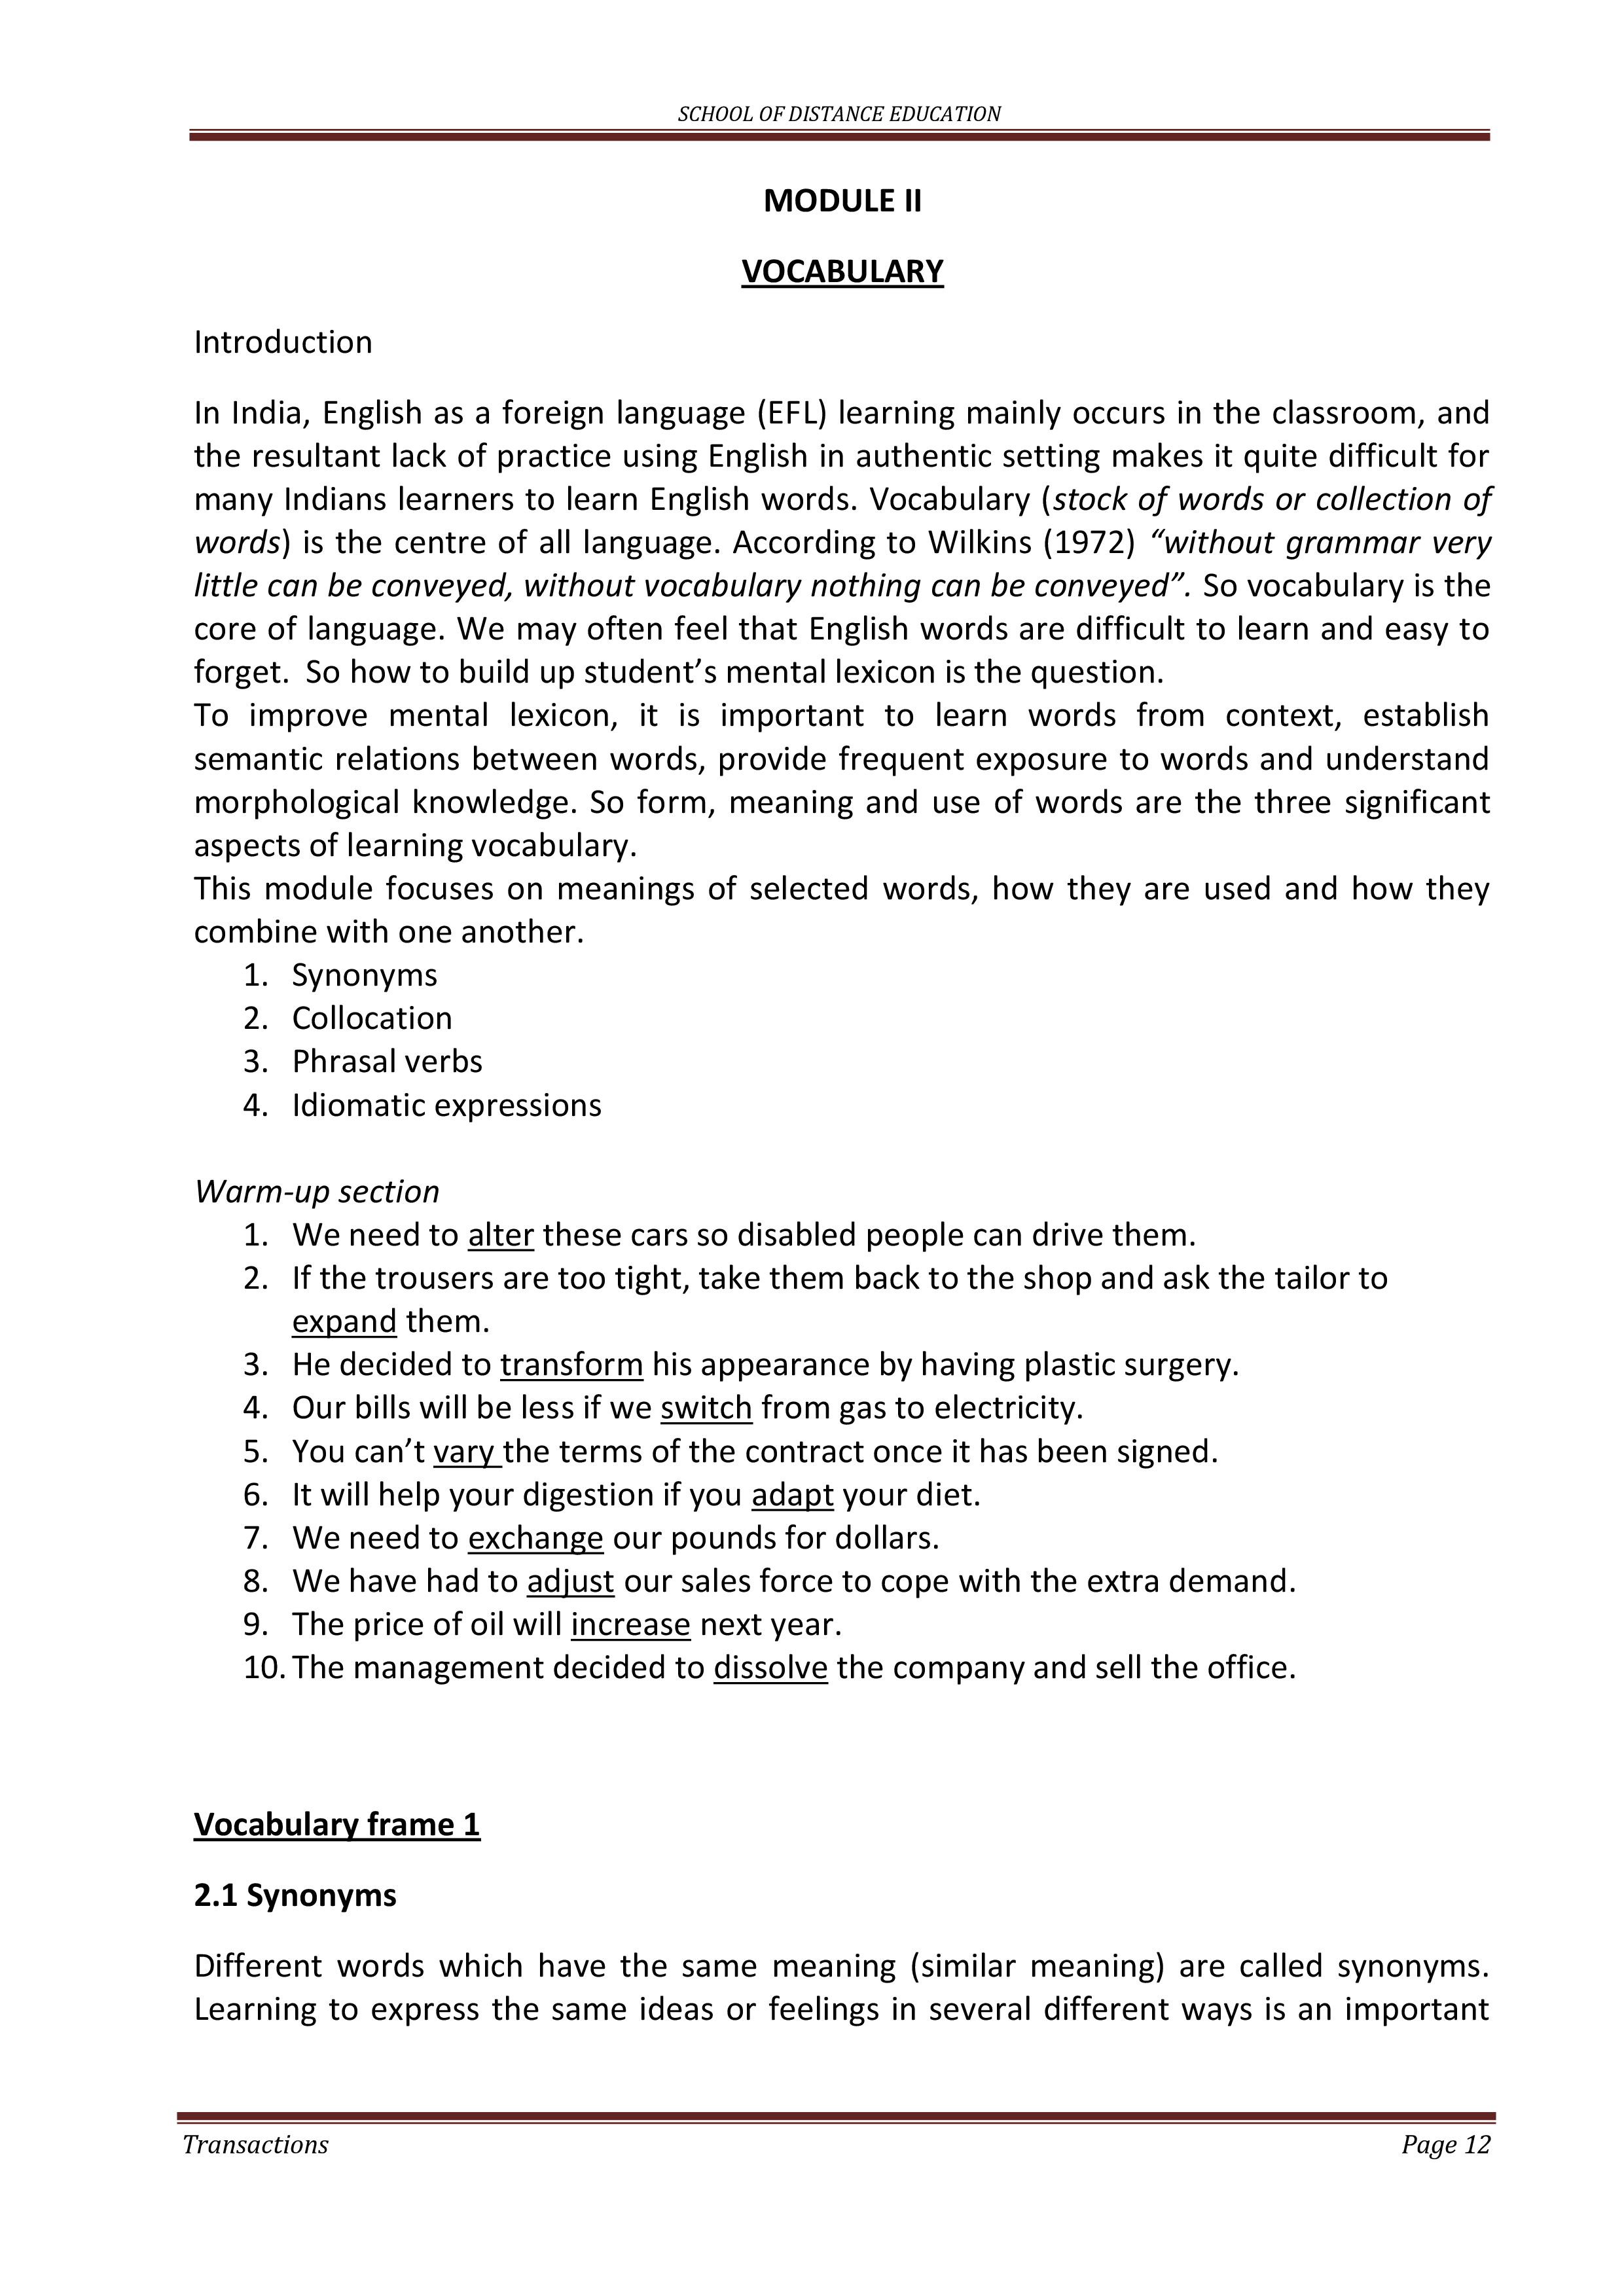 SCHOOL OF DISTANCE EDUCATION
MODULE II
VOCABULARY
Introduction
In India, English as a foreign language (EFL) learning mainly occurs in the classroom, and
the resultant lack of practice using English in authentic setting makes it quite difficult for
many Indians learners to learn English words. Vocabulary (stock of words or collection of
words) is the centre of all language. According to Wilkins (1972) “without grammar very
little can be conveyed, without vocabulary nothing can be conveyed”. So vocabulary is the
core of language. We may often feel that English words are difficult to learn and easy to
forget.  So how to build up student’s mental lexicon is the question.
To improve mental lexicon, it is important to learn words from context, establish
semantic relations between words, provide frequent exposure to words and understand
morphological knowledge. So form, meaning and use of words are the three significant
aspects of learning vocabulary.
This module focuses on meanings of selected words, how they are used and how they
combine with one another.
1. Synonyms
2. Collocation
3. Phrasal verbs
4. Idiomatic expressions
Warm-up section
1. We need to alter these cars so disabled people can drive them.
2. If the trousers are too tight, take them back to the shop and ask the tailor to
expand them.
3. He decided to transform his appearance by having plastic surgery.
4. Our bills will be less if we switch from gas to electricity.
5. You can’t vary the terms of the contract once it has been signed.
6. It will help your digestion if you adapt your diet.
7. We need to exchange our pounds for dollars.
8. We have had to adjust our sales force to cope with the extra demand.
9. The price of oil will increase next year.
10. The management decided to dissolve the company and sell the office.
Vocabulary frame 1
2.1 Synonyms
Different words which have the same meaning (similar meaning) are called synonyms.
Learning to express the same ideas or feelings in several different ways is an important
Transactions Page 12